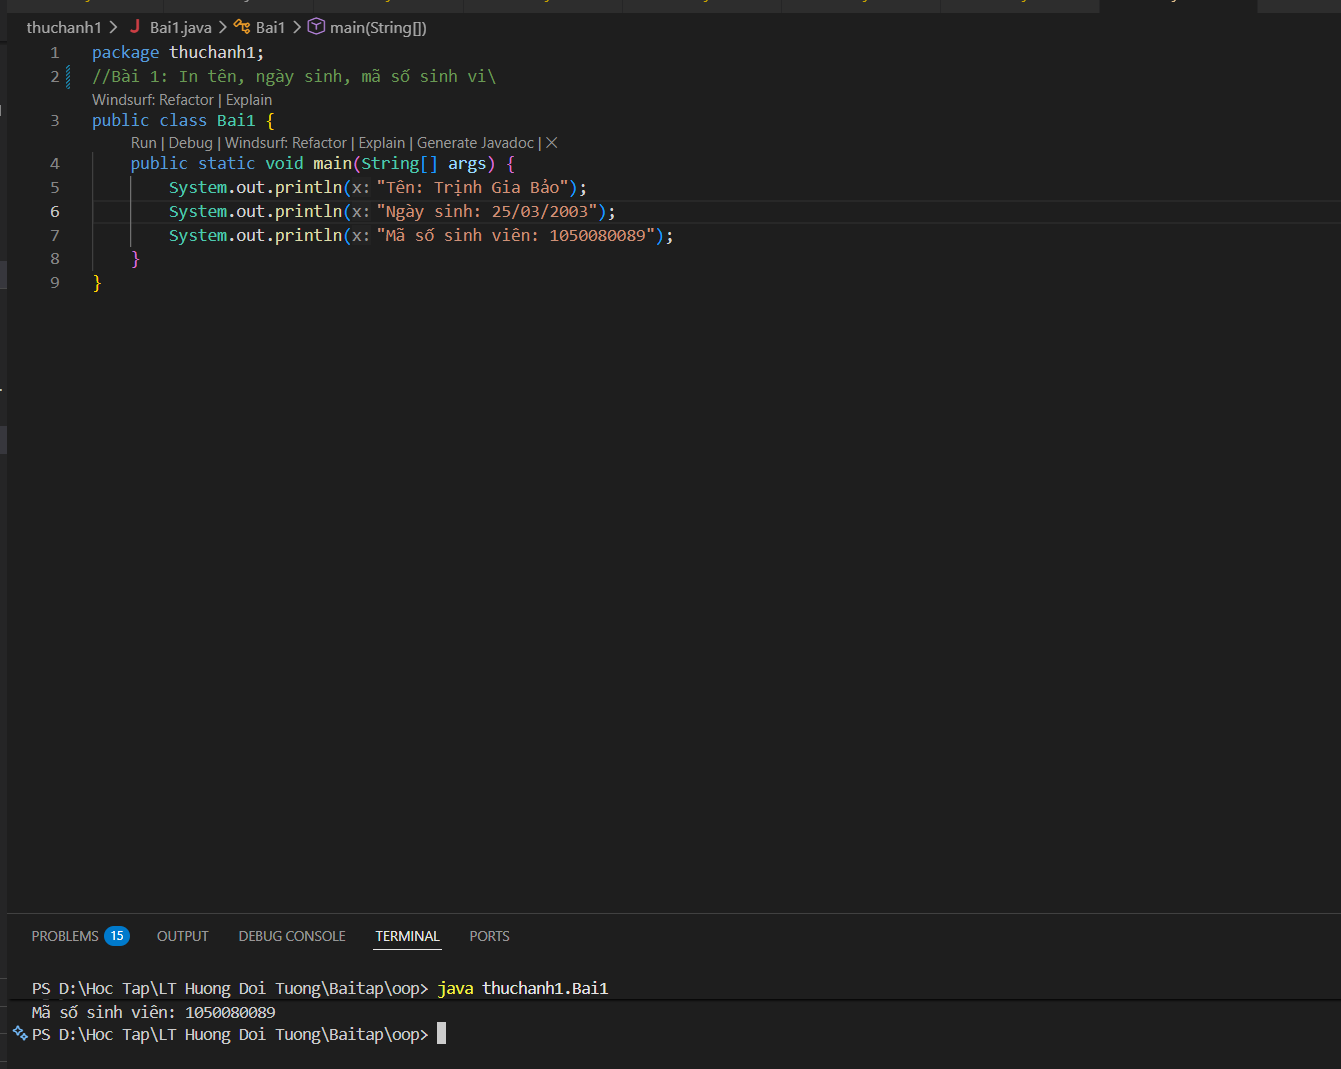 thuchanh1 > J Bai1.java > Bai1 > main(String[])
1 package thuchanh1;
2 //Bài 1: In tên, ngày sinh, mã số sinh vi\
Windsurf: Refactor | Explain
3 public class Bai1 {
Run | Debug | Windsurf: Refactor | Explain | Generate Javadoc | ×
4 public static void main(String[] args) {
5 System.out.println(x: "Tên: Trịnh Gia Bảo");
6 System.out.println(x: "Ngày sinh: 25/03/2003");
7 System.out.println(x: "Mã số sinh viên: 1050080089");
8 }
9 }
PROBLEMS 15 OUTPUT DEBUG CONSOLE TERMINAL PORTS
PS D:\Hoc Tap\LT Huong Doi Tuong\Baitap\oop> java thuchanh1.Bai1
Mã số sinh viên: 1050080089
PS D:\Hoc Tap\LT Huong Doi Tuong\Baitap\oop>